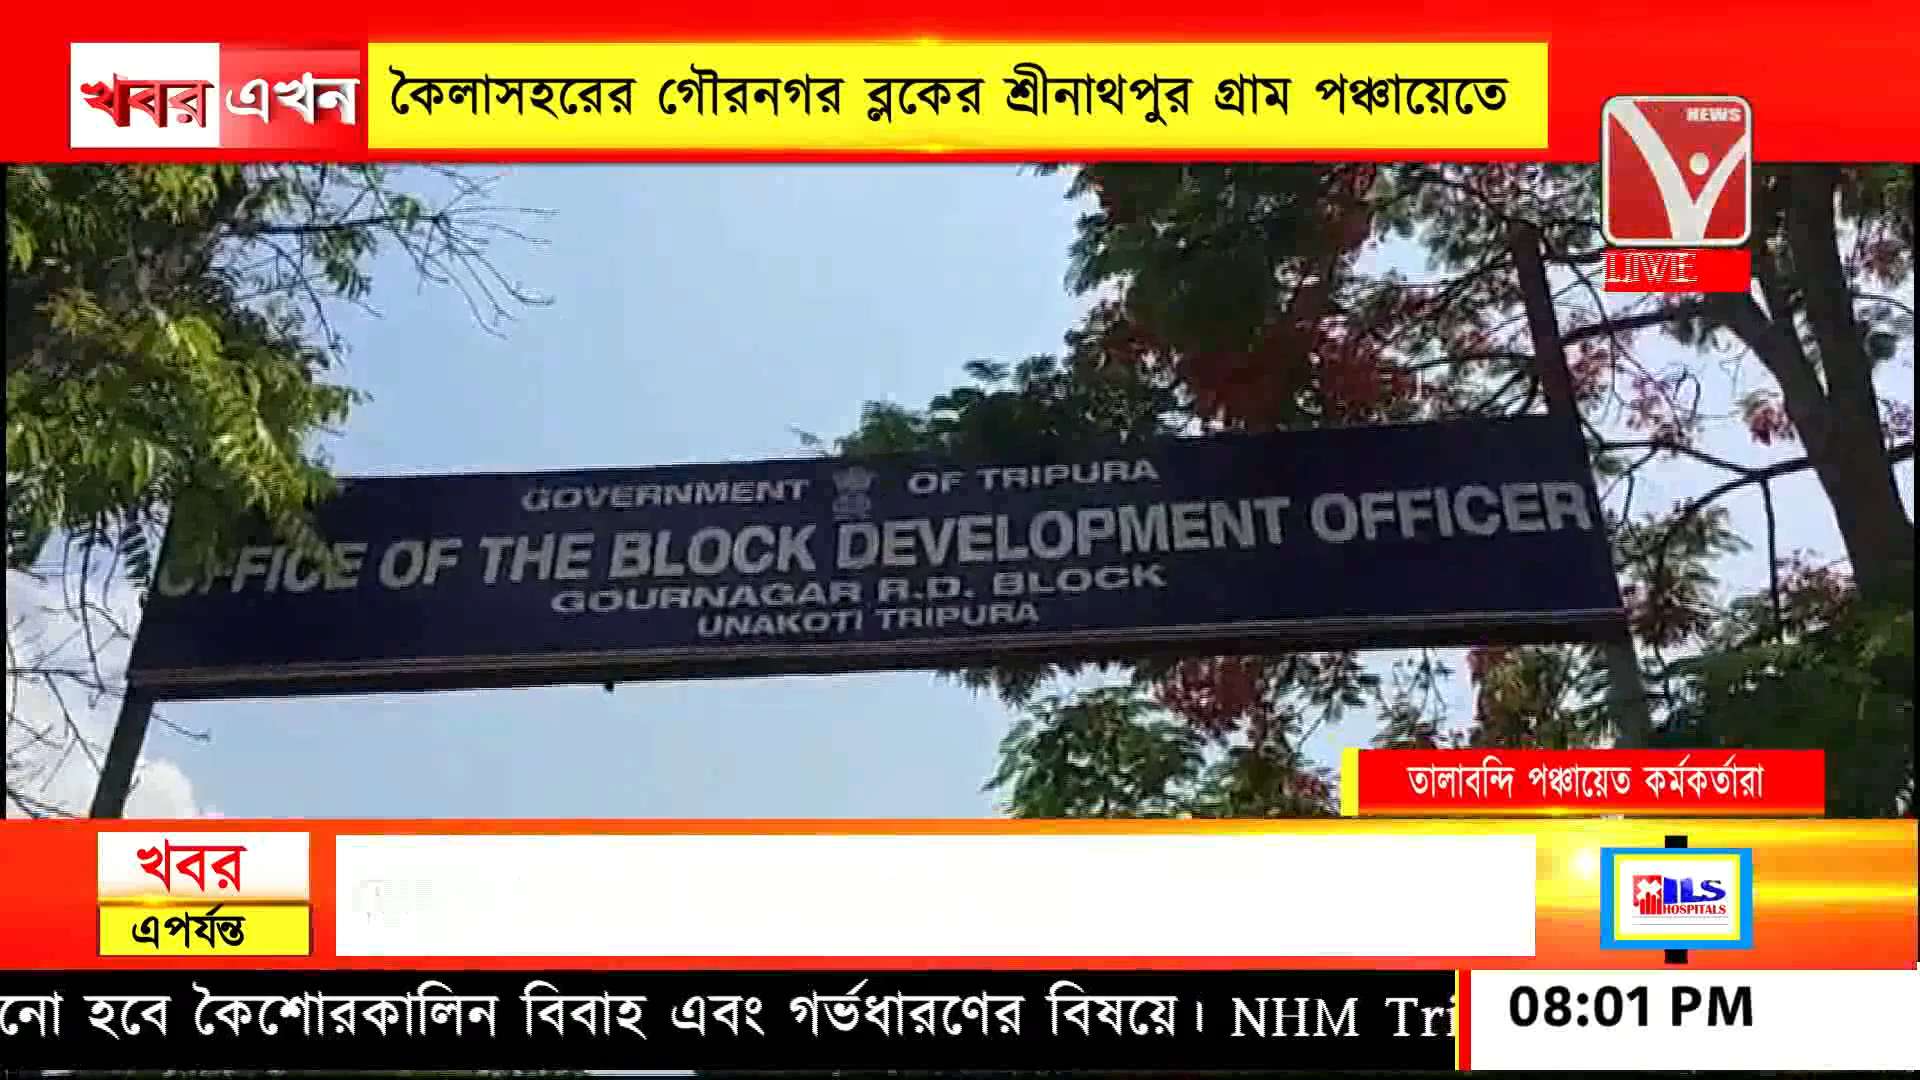 খবর এখন
কৈলাসহরের গৌরনগর ব্লকের শ্রীনাথপুর গ্রাম পঞ্চায়েতে
NEWS
LIVE
GOVERNMENT OF TRIPURA
OFFICE OF THE BLOCK DEVELOPMENT OFFICER
GOURNAGAR R.D. BLOCK
UNAKOTI TRIPURA
তালাবন্দি পঞ্চায়েত কর্মকর্তারা
খবর
এপর্যন্ত
ILS
HOSPITALS
নো হবে কৈশোরকালিন বিবাহ এবং গর্ভধারণের বিষয়ে। NHM Tri
08:01 PM